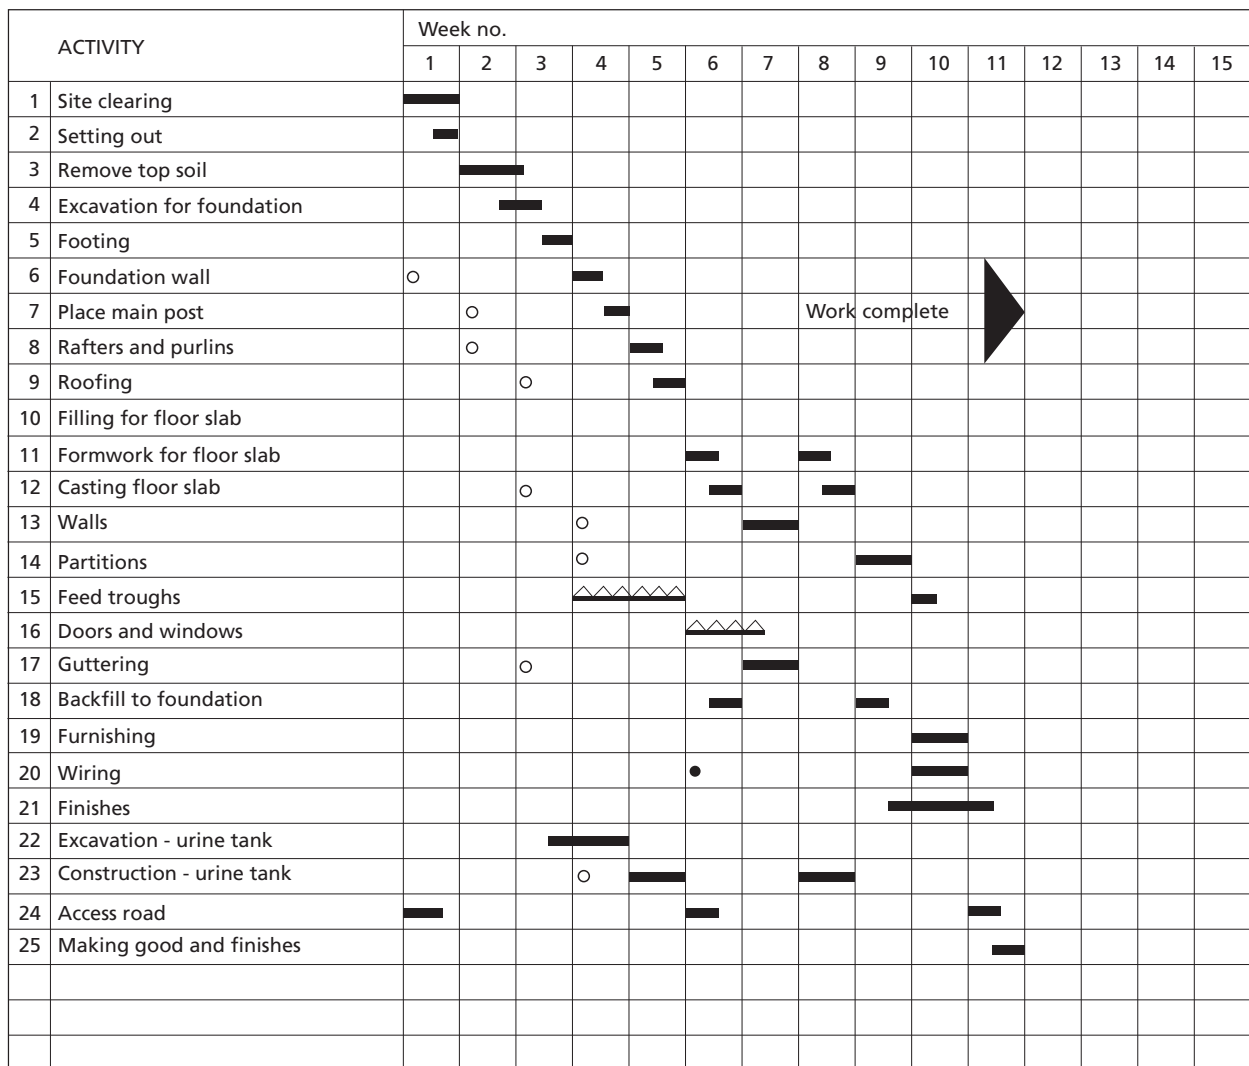 ACTIVITY
Week no.
1 2 3 4 5 6 7 8 9 10 11 12 13 14 15
1 Site clearing
2 Setting out
3 Remove top soil
4 Excavation for foundation
5 Footing
6 Foundation wall
7 Place main post Work complete
8 Rafters and purlins
9 Roofing
10 Filling for floor slab
11 Formwork for floor slab
12 Casting floor slab
13 Walls
14 Partitions
15 Feed troughs
16 Doors and windows
17 Guttering
18 Backfill to foundation
19 Furnishing
20 Wiring
21 Finishes
22 Excavation - urine tank
23 Construction - urine tank
24 Access road
25 Making good and finishes